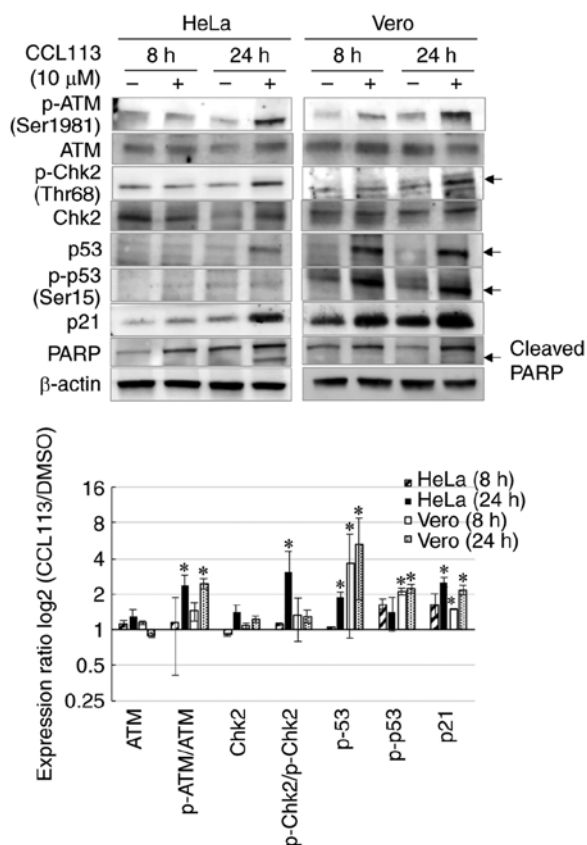 HeLa Vero
CCL113 8 h 24 h 8 h 24 h
(10 μM) − + − + − + − +
p-ATM
(Ser1981)
ATM
p-Chk2
(Thr68)
Chk2
p53
p-p53
(Ser15)
p21
PARP
Cleaved
PARP
β-actin
HeLa (8 h)
HeLa (24 h)
Vero (8 h)
Vero (24 h)
Expression ratio log2 (CCL113/DMSO)
16
8
4
2
1
0.5
0.25
* * * * * * * * * * *
ATM
p-ATM/ATM
Chk2
p-Chk2/p-Chk2
p-53
p-p53
p21